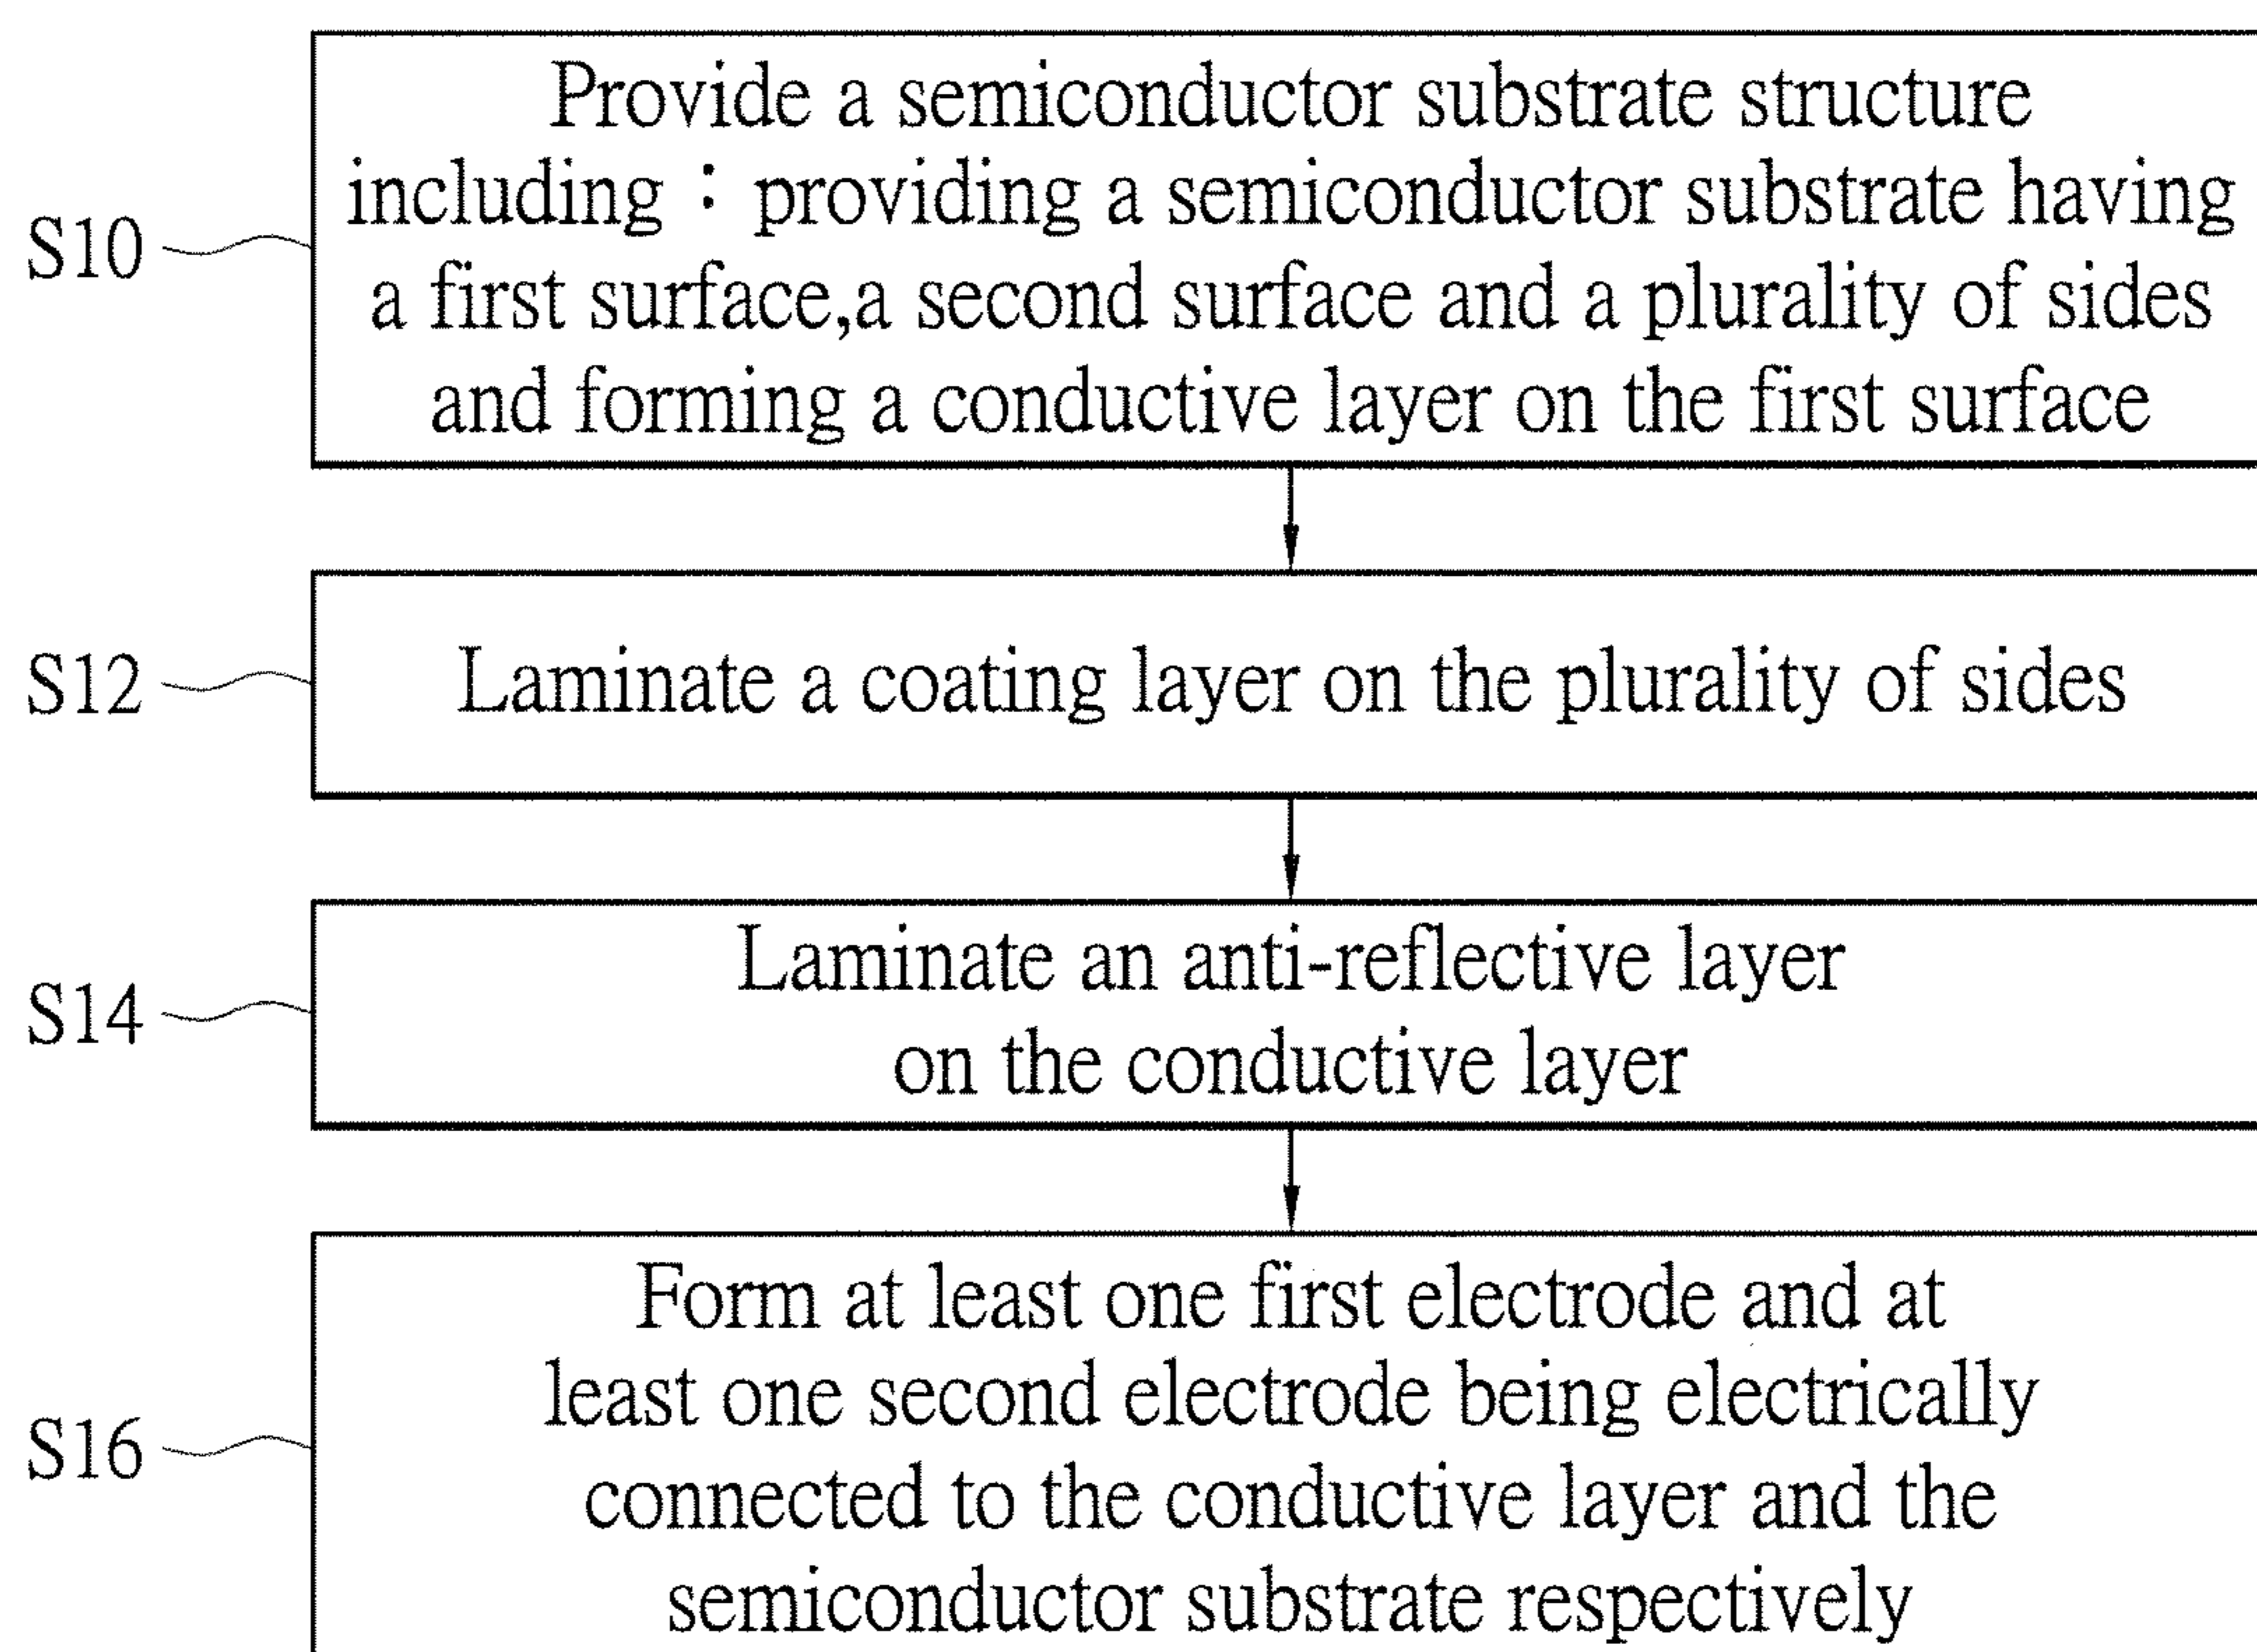 Provide a semiconductor substrate structure
including：providing a semiconductor substrate having
S10
a first surface,a second surface and a plurality of sides
and forming a conductive layer on the first surface
S12
Laminate a coating layer on the plurality of sides
Laminate an anti-reflective layer
S14
on the conductive layer
Form at least one first electrode and at
least one second electrode being electrically
S16
connected to the conductive layer and the
semiconductor substrate respectively